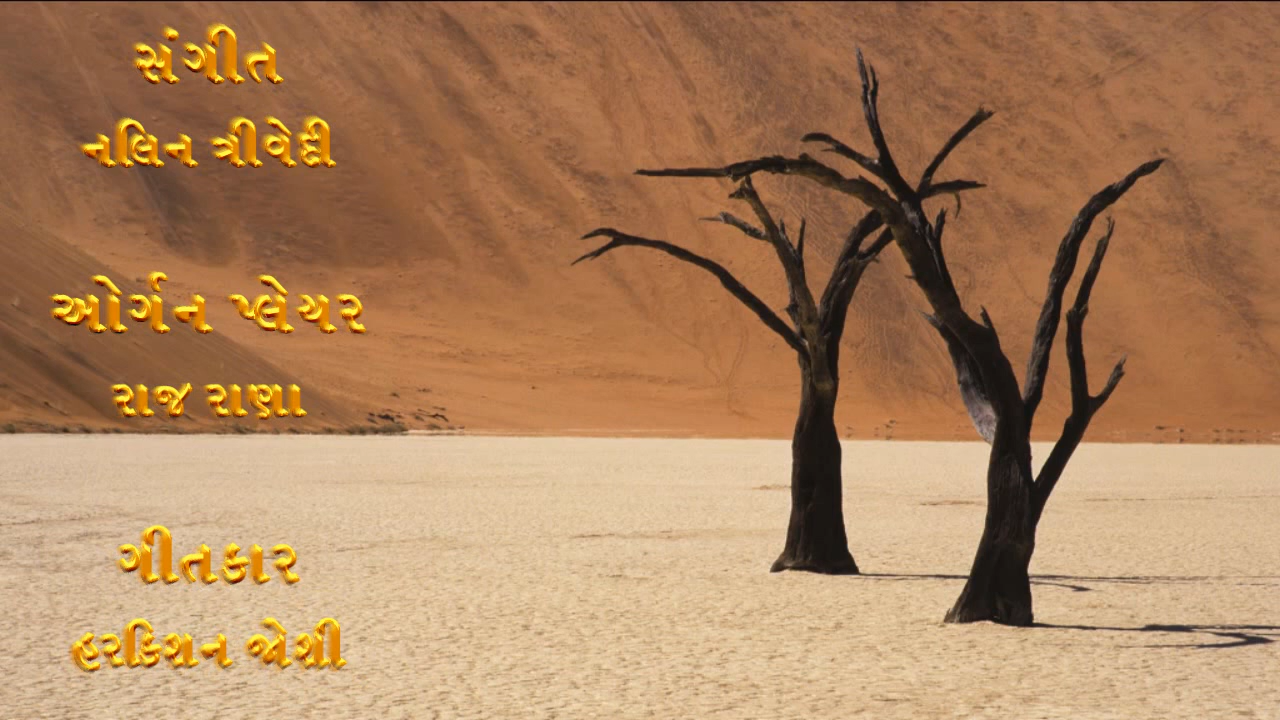 સંગીત
નલિન ત્રીવેદી
ઓર્ગન પ્લેયર
રાજ રાણા
ગીતકાર
હરકિશન જોશી